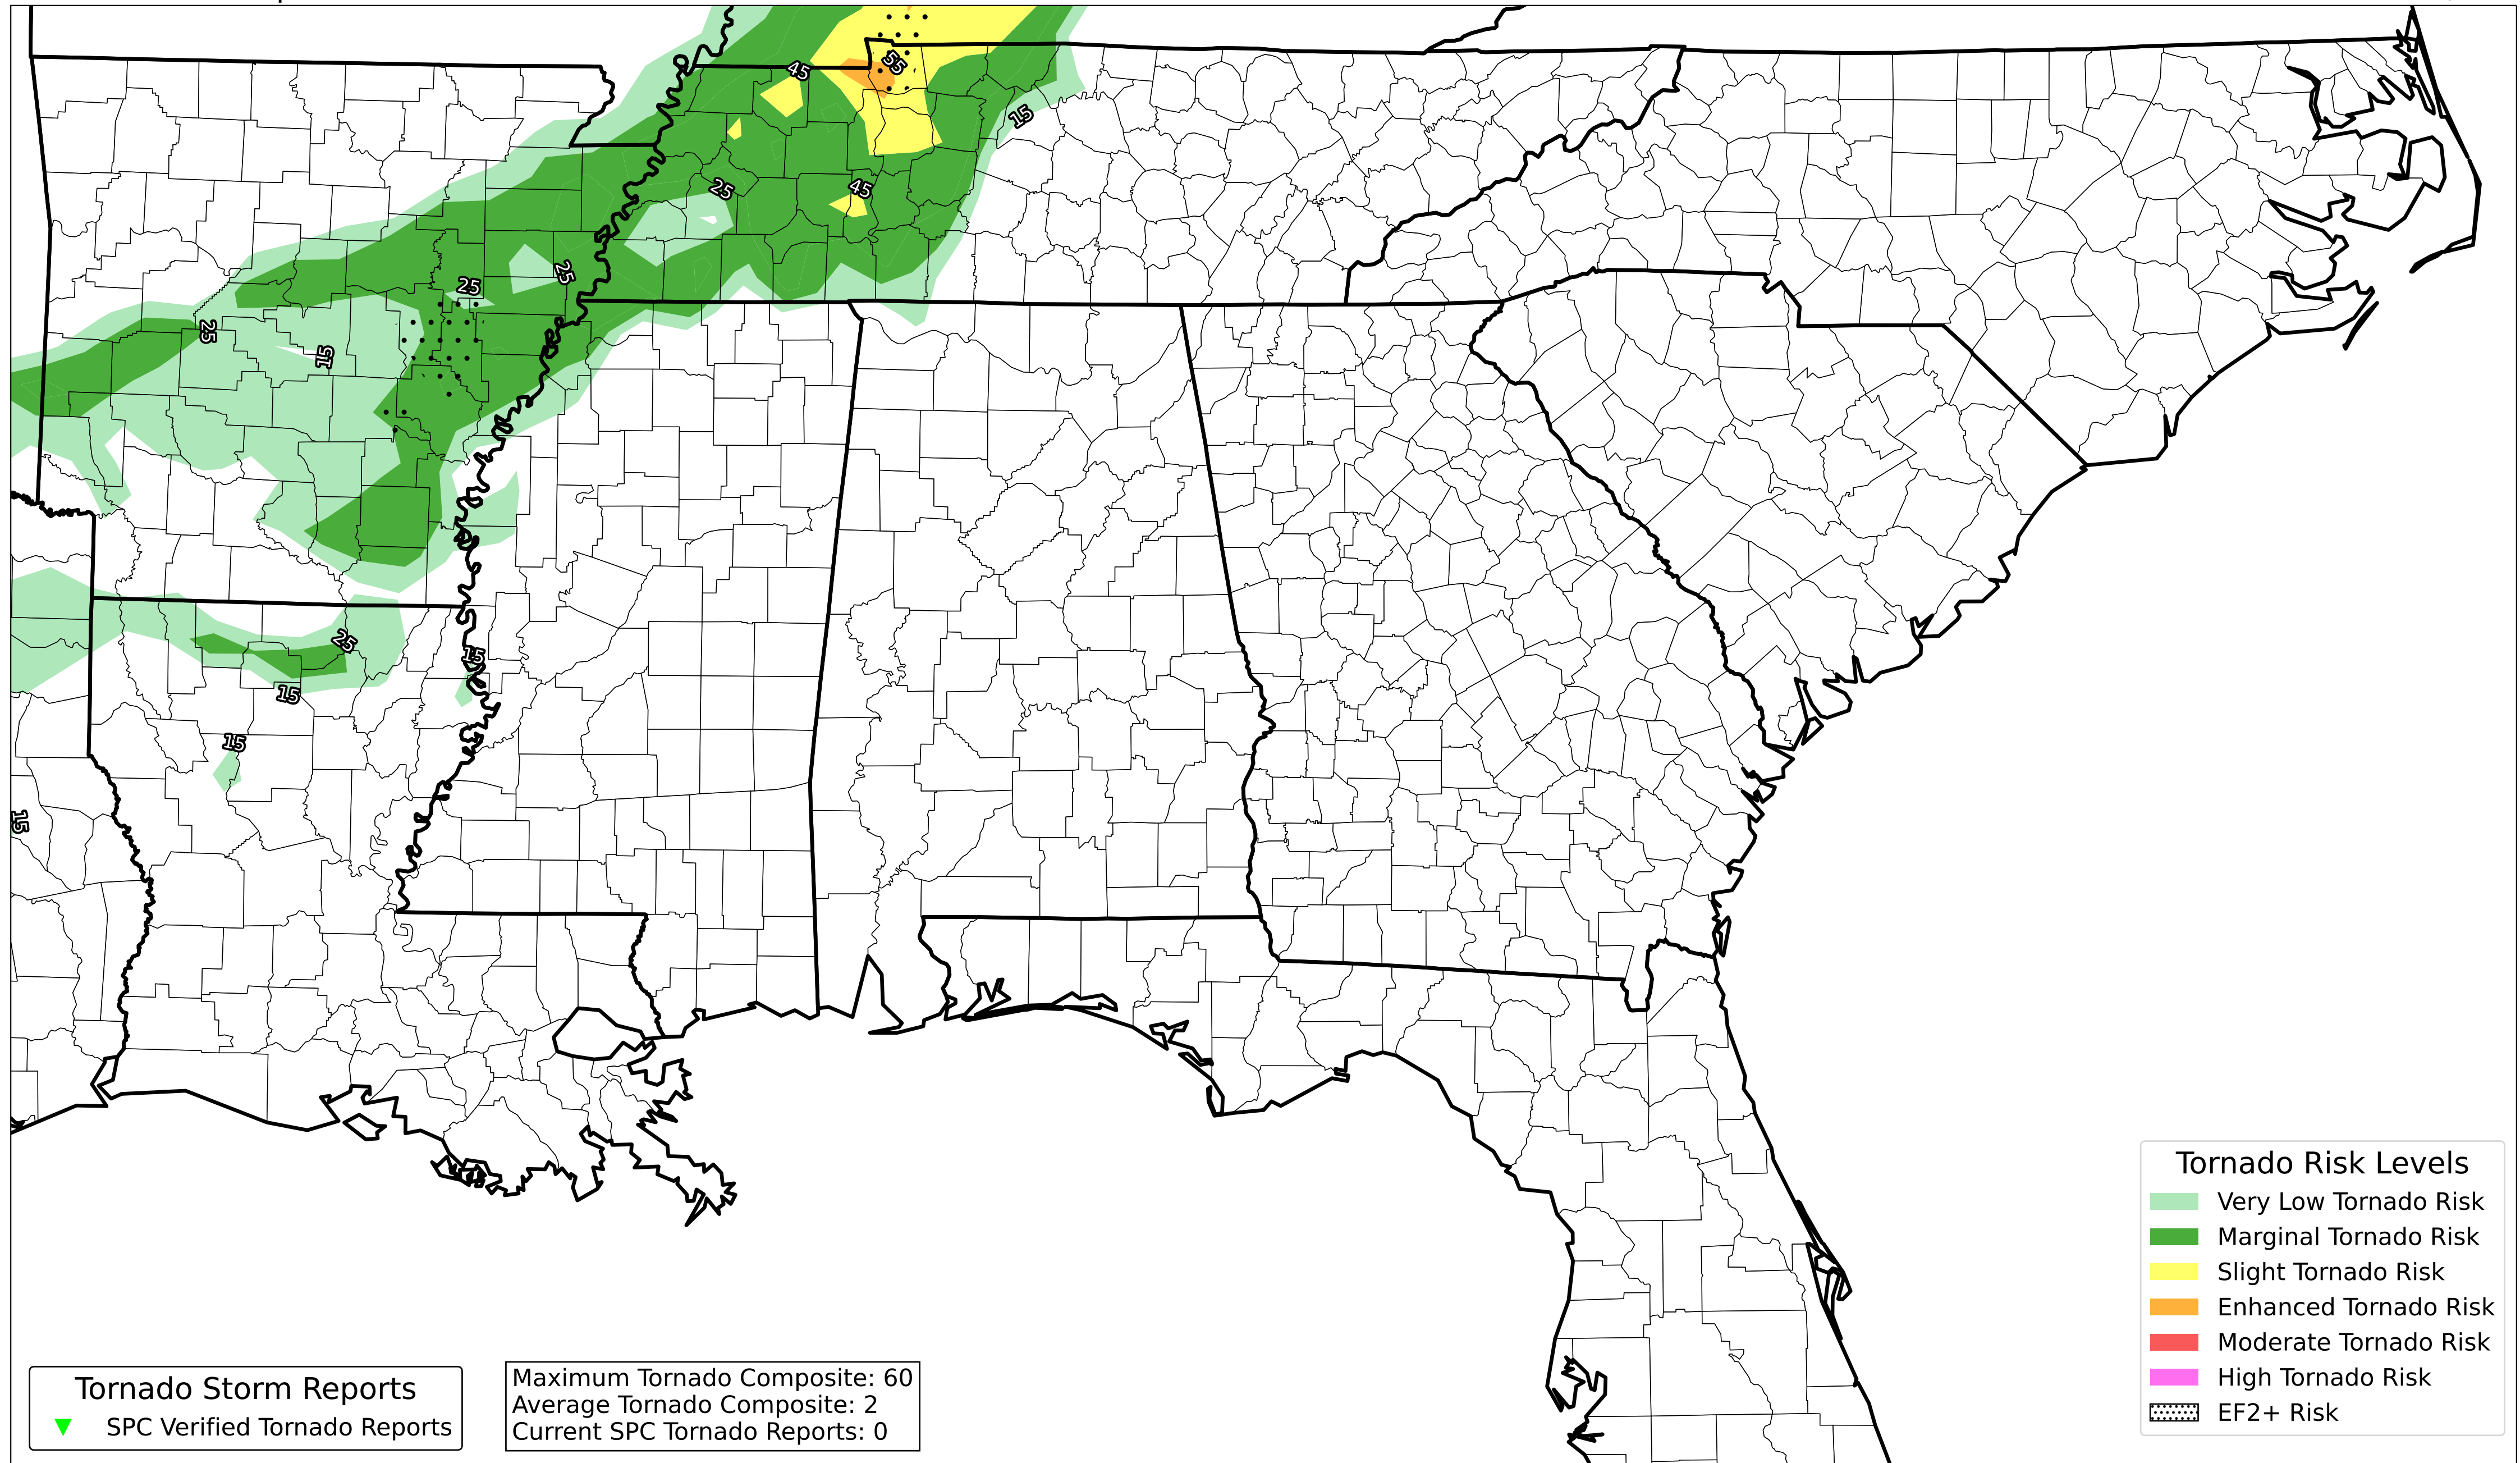 55
45
15
25
45
25
25
25
15
25
15
15
15
15
Tornado Risk Levels
Very Low Tornado Risk
Marginal Tornado Risk
Slight Tornado Risk
Enhanced Tornado Risk
Moderate Tornado Risk
High Tornado Risk
EF2+ Risk
Tornado Storm Reports
SPC Verified Tornado Reports
Maximum Tornado Composite: 60
Average Tornado Composite: 2
Current SPC Tornado Reports: 0